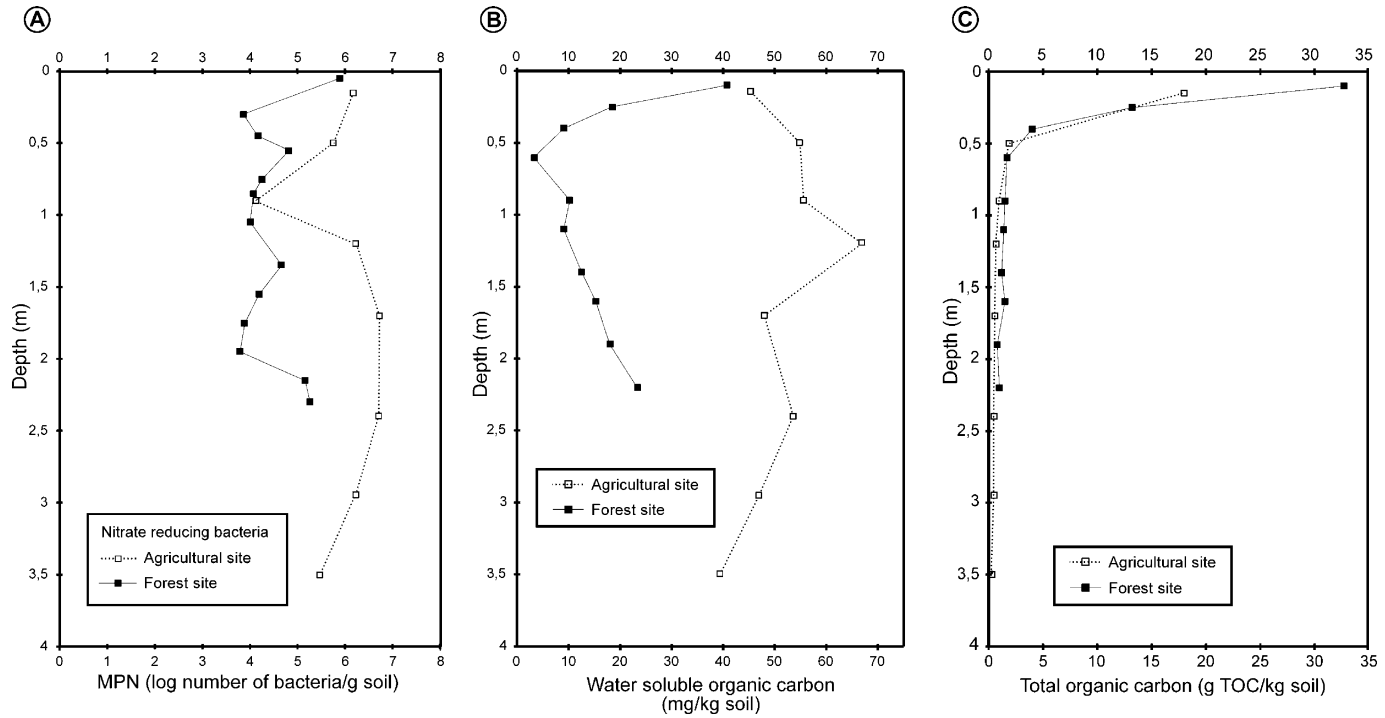 A
0 1 2 3 4 5 6 7 8
0
0,5
1
1,5
2
2,5
3
3,5
4
Depth (m)
Nitrate reducing bacteria
Agricultural site
Forest site
0 1 2 3 4 5 6 7 8
MPN (log number of bacteria/g soil)
B
0 10 20 30 40 50 60 70
0
0,5
1
1,5
2
2,5
3
3,5
4
Depth (m)
Agricultural site
Forest site
0 10 20 30 40 50 60 70
Water soluble organic carbon
(mg/kg soil)
C
0 5 10 15 20 25 30 35
0
0,5
1
1,5
2
2,5
3
3,5
4
Depth (m)
Agricultural site
Forest site
0 5 10 15 20 25 30 35
Total organic carbon (g TOC/kg soil)